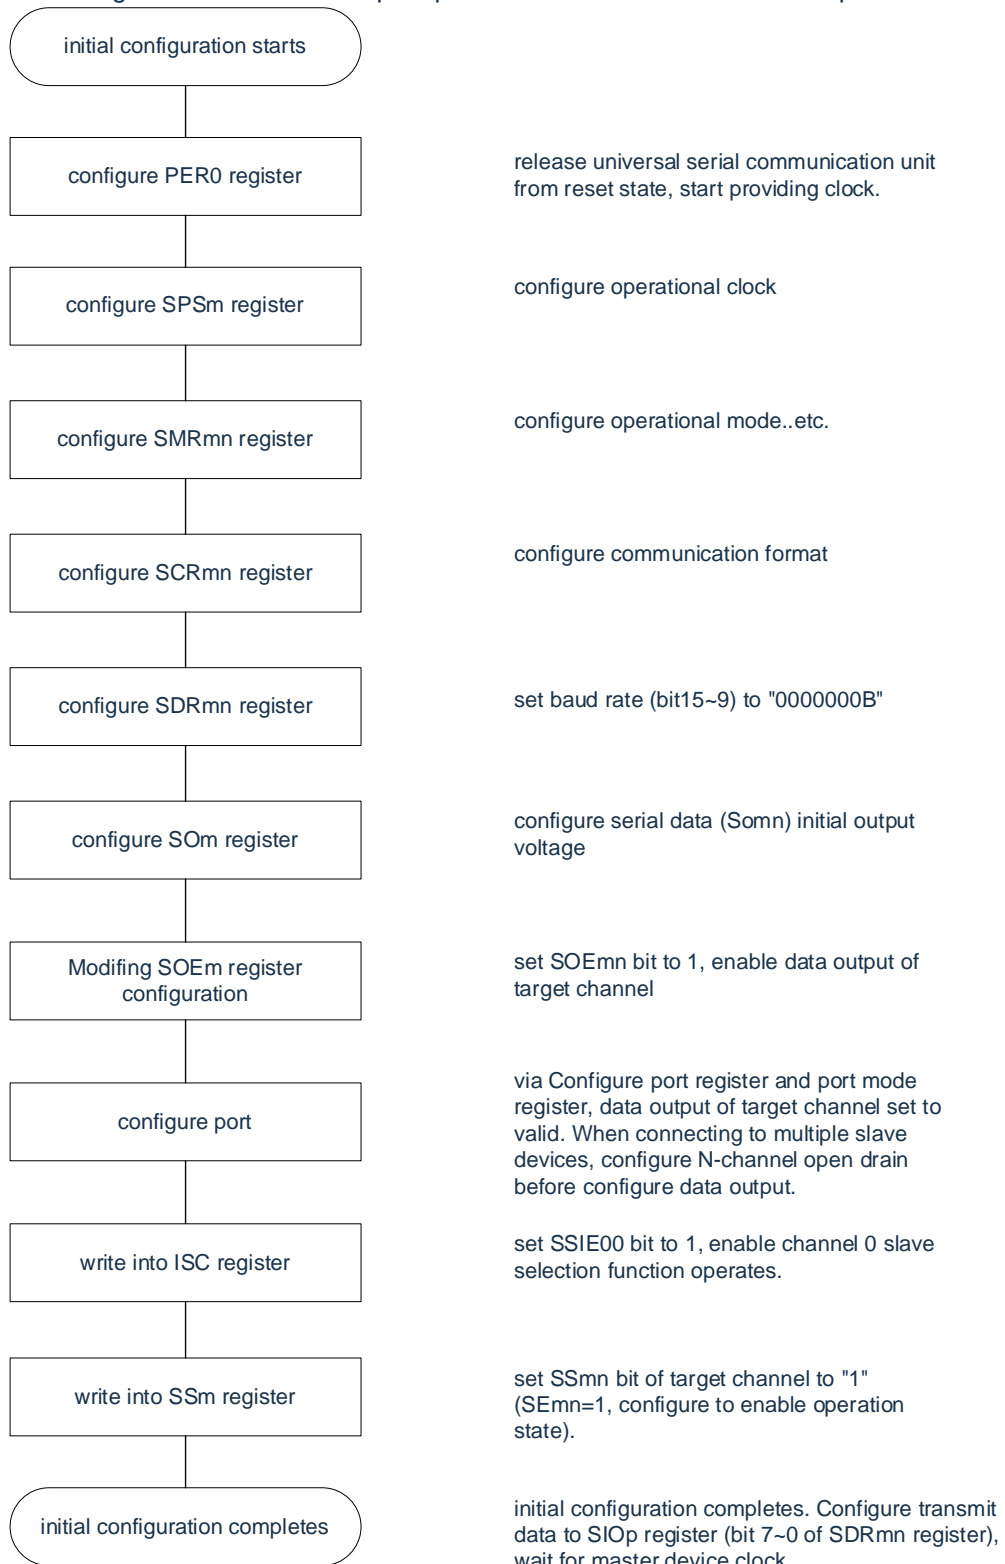 initial configuration starts
configure PER0 register
release universal serial communication unit
from reset state, start providing clock.
configure SPSm register
configure operational clock
configure SMRmn register
configure operational mode..etc.
configure SCRmn register
configure communication format
configure SDRmn register
set baud rate (bit15~9) to "0000000B"
configure SOm register
configure serial data (Somn) initial output
voltage
Modifing SOEm register
configuration
set SOEmn bit to 1, enable data output of
target channel
configure port
via Configure port register and port mode
register, data output of target channel set to
valid. When connecting to multiple slave
devices, configure N-channel open drain
before configure data output.
write into ISC register
set SSIE00 bit to 1, enable channel 0 slave
selection function operates.
write into SSm register
set SSmn bit of target channel to "1"
(SEmn=1, configure to enable operation
state).
initial configuration completes
initial configuration completes. Configure transmit
data to SIOp register (bit 7~0 of SDRmn register),
wait for master device clock